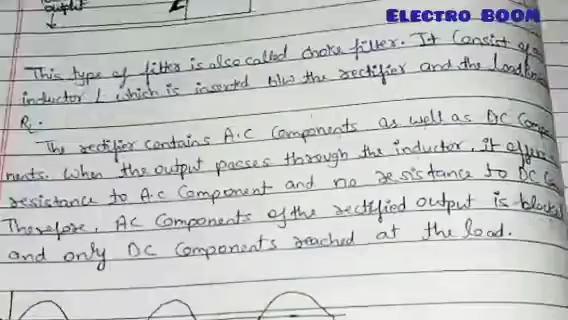 output
ELECTRO BOOM
This type of filter is also called choke filter. It Consist of a
inductor L which is inserted b/w the rectifier and the Load
RL.
The rectifier contains A.C Components as well as DC Compo
nents. When the output passes through the inductor, it offers
resistance to A.C Component and no resistance to DC Co
Therefore, AC Components of the rectified output is blocked
and only DC Components reached at the load.